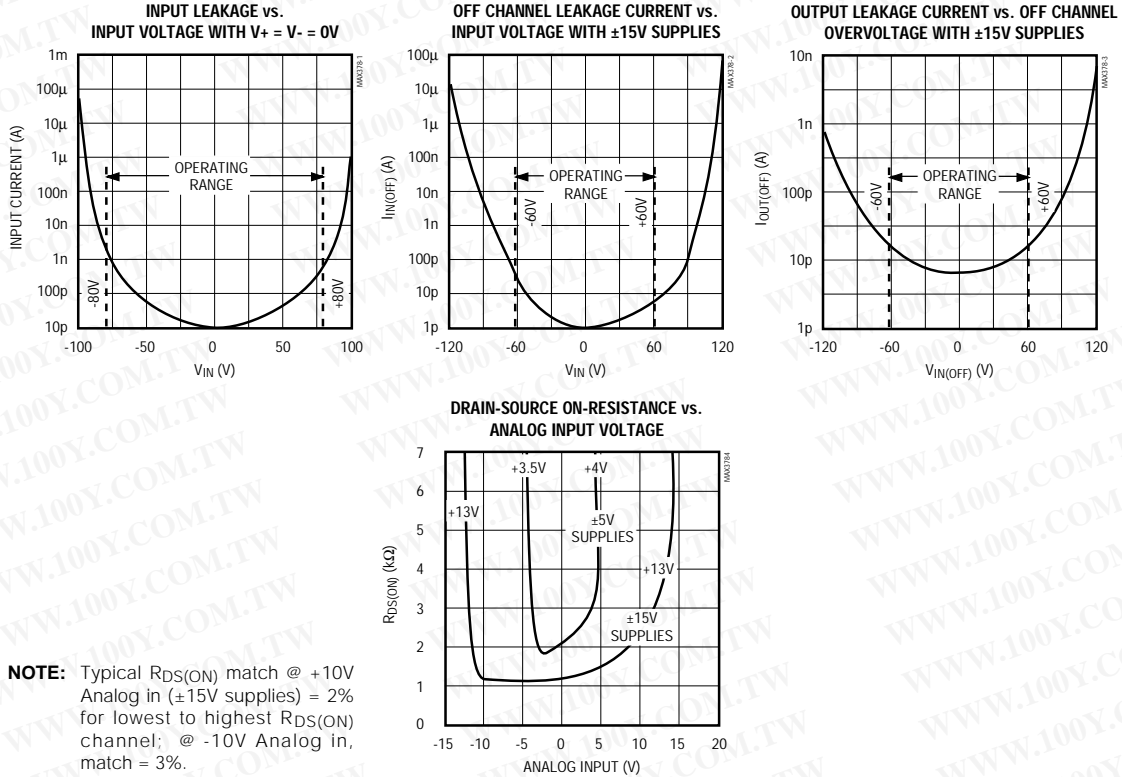 INPUT LEAKAGE vs.
INPUT VOLTAGE WITH V+ = V- = 0V
1m
100µ
10µ
1µ
100n
10n
1n
100p
10p
INPUT CURRENT (A)
OPERATING
RANGE
-80V
+80V
-100
-50
0
50
100
VIN (V)
MAX378-1
OFF CHANNEL LEAKAGE CURRENT vs.
INPUT VOLTAGE WITH ±15V SUPPLIES
100µ
10µ
1µ
100n
10n
1n
100p
10p
1p
IIN(OFF) (A)
OPERATING
RANGE
-60V
+60V
-120
-60
0
60
120
VIN (V)
MAX378-2
OUTPUT LEAKAGE CURRENT vs. OFF CHANNEL
OVERVOLTAGE WITH ±15V SUPPLIES
10n
1n
100p
10p
1p
IOUT(OFF) (A)
OPERATING
RANGE
-60V
+60V
-120
-60
0
60
120
VIN(OFF) (V)
MAX378-3
DRAIN-SOURCE ON-RESISTANCE vs.
ANALOG INPUT VOLTAGE
7
6
5
4
3
2
1
0
RDS(ON) (kΩ)
+3.5V
+4V
+13V
±5V
SUPPLIES
+13V
±15V
SUPPLIES
-15
-10
-5
0
5
10
15
20
ANALOG INPUT (V)
MAX3784
NOTE: Typical RDS(ON) match @ +10V
Analog in (±15V supplies) = 2%
for lowest to highest RDS(ON)
channel; @ -10V Analog in,
match = 3%.
WWW.100Y.COM.TW